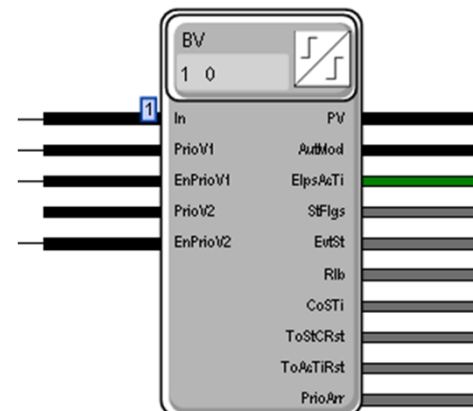 BV
1 0
1
In PV
PrioV1 AutMod
EnPrioV1 ElpsAcTi
PrioV2 StFlgs
EnPrioV2 EvtSt
Rlb
CoSTi
ToStCRst
ToAcTiRst
PrioArr